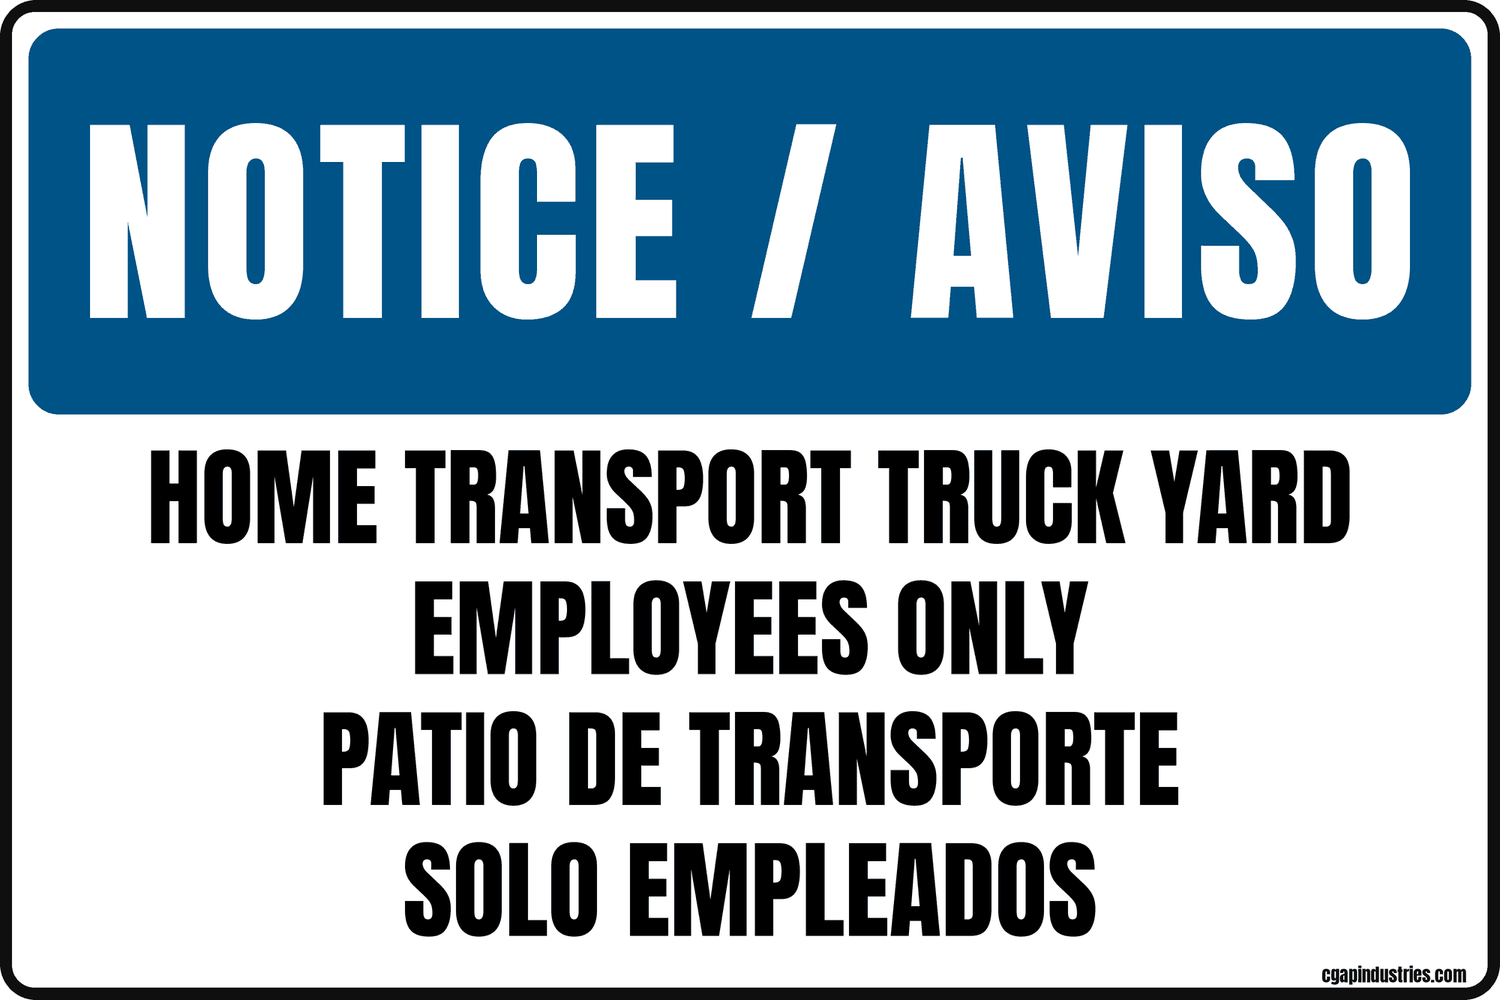 NOTICE / AVISO
HOME TRANSPORT TRUCK YARD
EMPLOYEES ONLY
PATIO DE TRANSPORTE
SOLO EMPLEADOS
cgapindustries.com